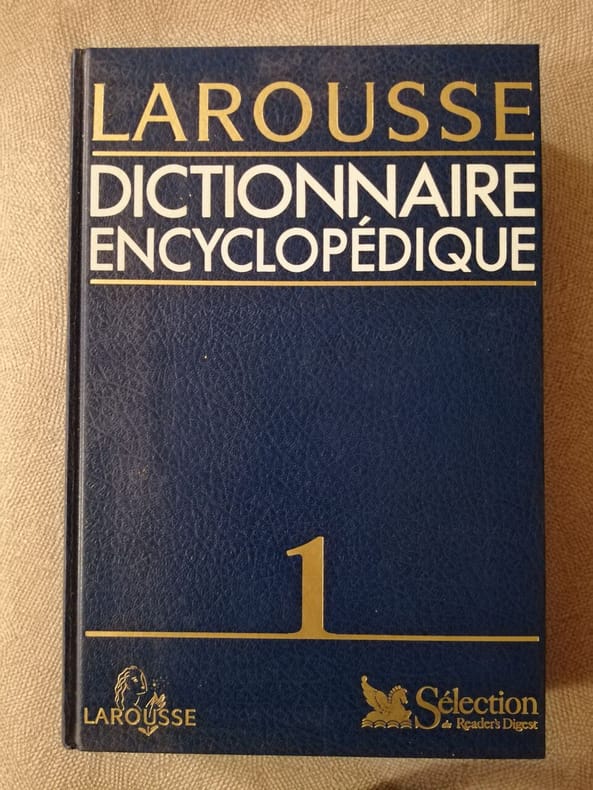 LAROUSSE
DICTIONNAIRE
ENCYCLOPÉDIQUE
1
LAROUSSE
Sélection
du Reader's Digest